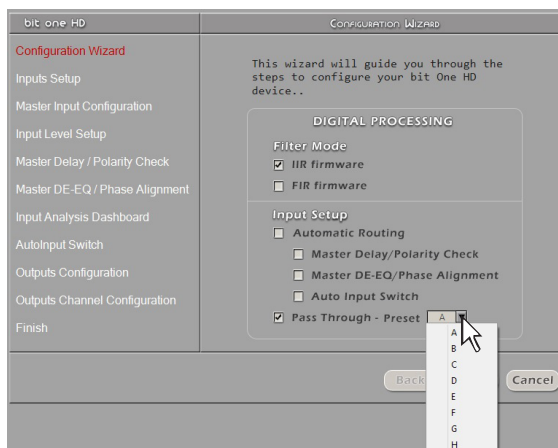 bit one HD
Configuration Wizard
Configuration Wizard
Inputs Setup
Master Input Configuration
Input Level Setup
Master Delay / Polarity Check
Master DE-EQ / Phase Alignment
Input Analysis Dashboard
AutoInput Switch
Outputs Configuration
Outputs Channel Configuration
Finish
This wizard will guide you through the
steps to configure your bit One HD
device..
DIGITAL PROCESSING
Filter Mode
IIR firmware
FIR firmware
Input Setup
Automatic Routing
Master Delay/Polarity Check
Master DE-EQ/Phase Alignment
Auto Input Switch
Pass Through - Preset A
A
B
C
D
E
F
G
H
Back
Cancel